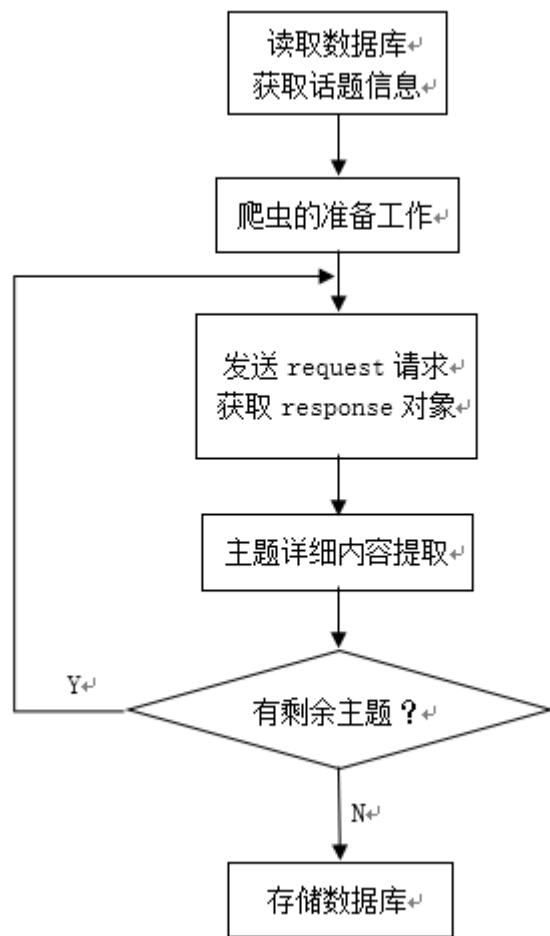 读取数据库
获取话题信息
爬虫的准备工作
发送 request 请求
获取 response 对象
主题详细内容提取
Y
有剩余主题？
N
存储数据库